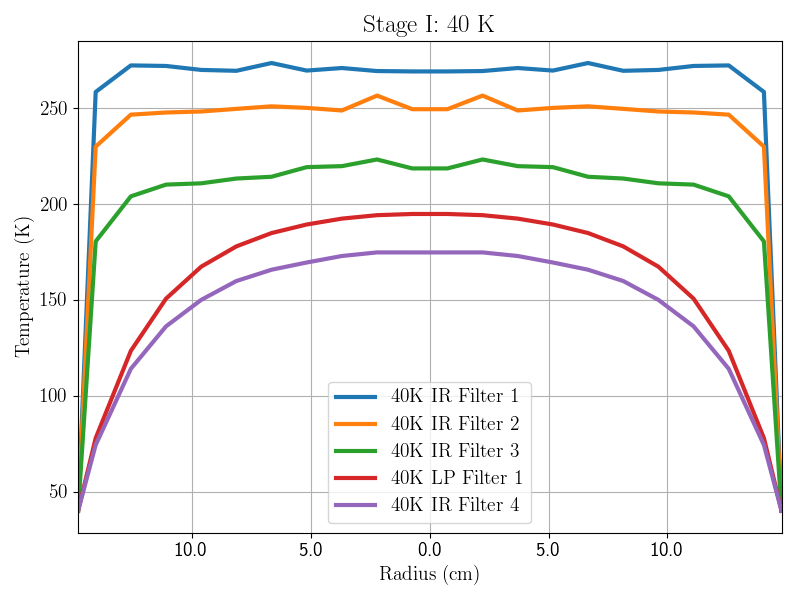 Stage I: 40 K
Temperature (K)
250
200
150
100
50
40K IR Filter 1
40K IR Filter 2
40K IR Filter 3
40K LP Filter 1
40K IR Filter 4
10.0 5.0 0.0 5.0 10.0
Radius (cm)